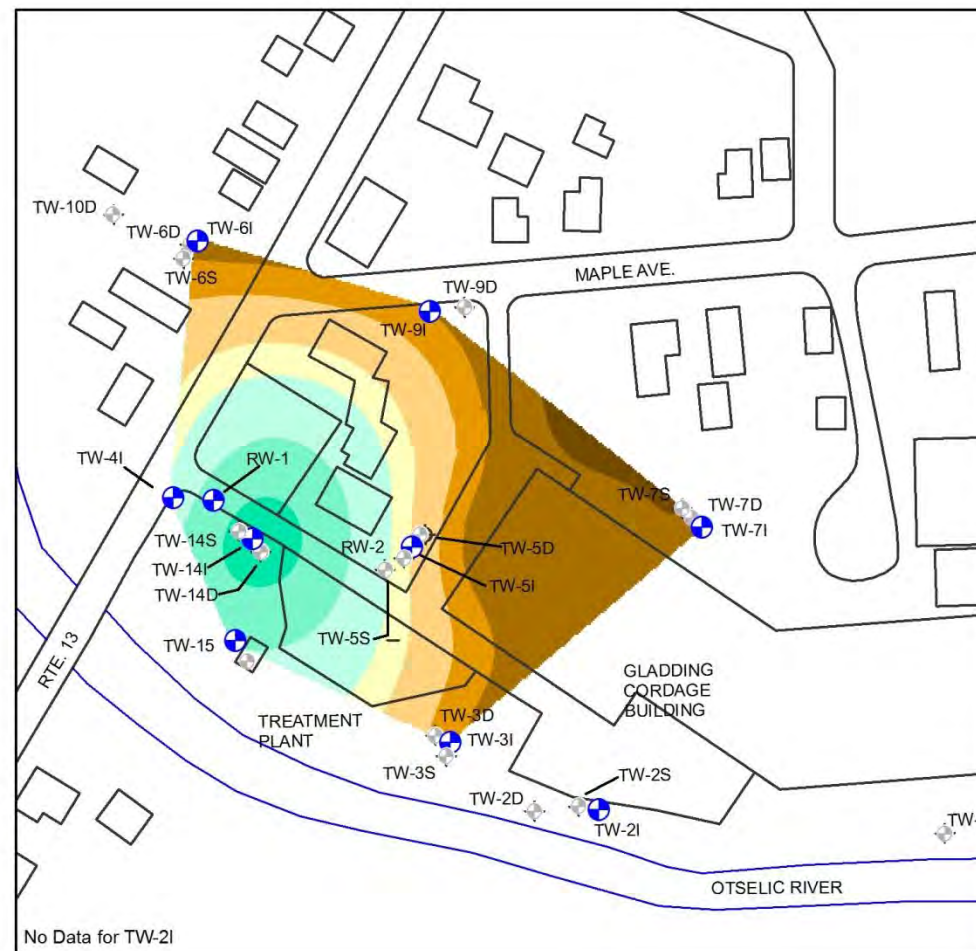 TW-10D
TW-6D
TW-6I
TW-6S
MAPLE AVE.
TW-9D
TW-9I
TW-4I
RW-1
TW-7S
TW-7D
TW-7I
TW-14S
TW-14I
TW-14D
RW-2
TW-5D
TW-5I
TW-5S
TW-15
RTE. 13
TREATMENT
PLANT
GLADDING
CORDAGE
BUILDING
TW-3D
TW-3I
TW-3S
TW-2D
TW-2S
TW-2I
TW-
OTSELIC RIVER
No Data for TW-2I